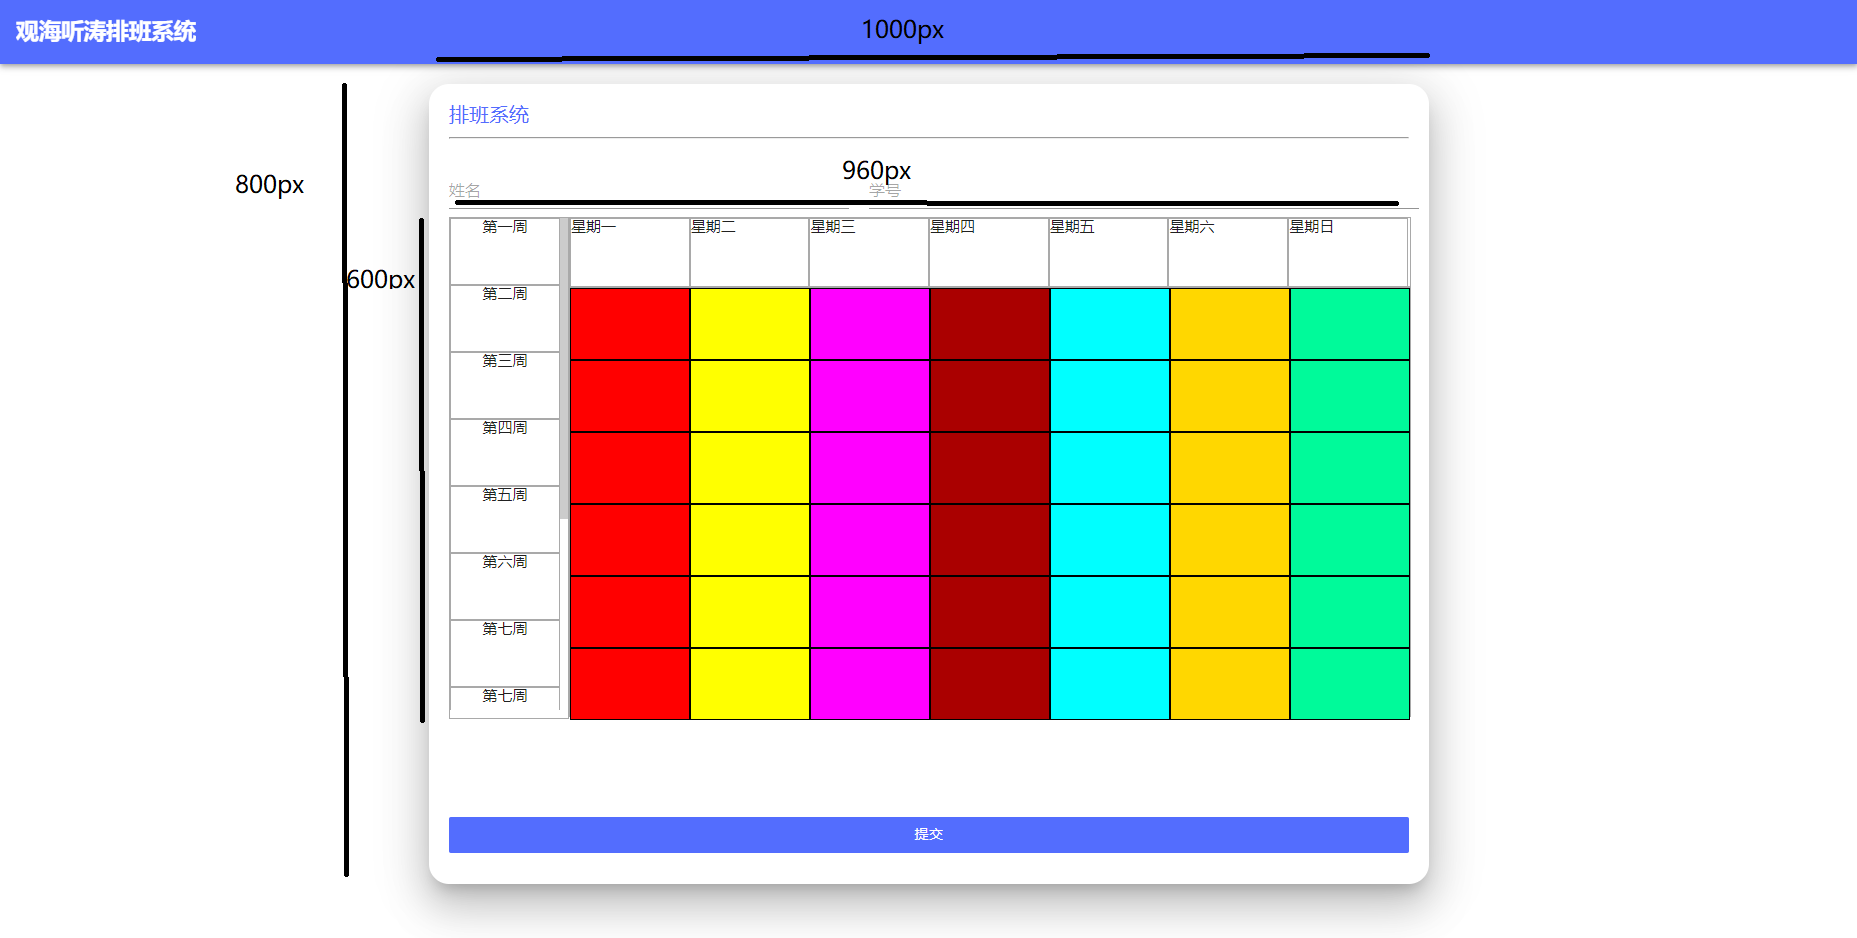 观海听涛排班系统
1000px
排班系统
800px
960px
姓名 学号
600px
第一周 星期一 星期二 星期三 星期四 星期五 星期六 星期日
第二周
第三周
第四周
第五周
第六周
第七周
第七周
提交